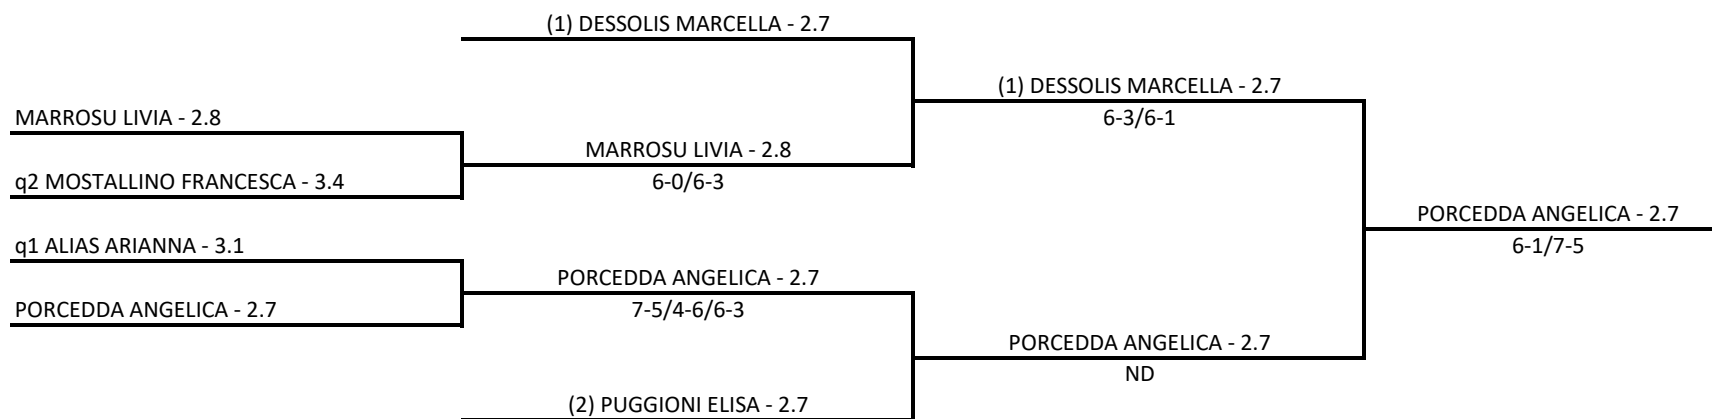 (1) DESSOLIS MARCELLA - 2.7
(1) DESSOLIS MARCELLA - 2.7
6-3/6-1
MARROSU LIVIA - 2.8
MARROSU LIVIA - 2.8
6-0/6-3
q2 MOSTALLINO FRANCESCA - 3.4
PORCEDDA ANGELICA - 2.7
6-1/7-5
q1 ALIAS ARIANNA - 3.1
PORCEDDA ANGELICA - 2.7
7-5/4-6/6-3
PORCEDDA ANGELICA - 2.7
PORCEDDA ANGELICA - 2.7
ND
(2) PUGGIONI ELISA - 2.7